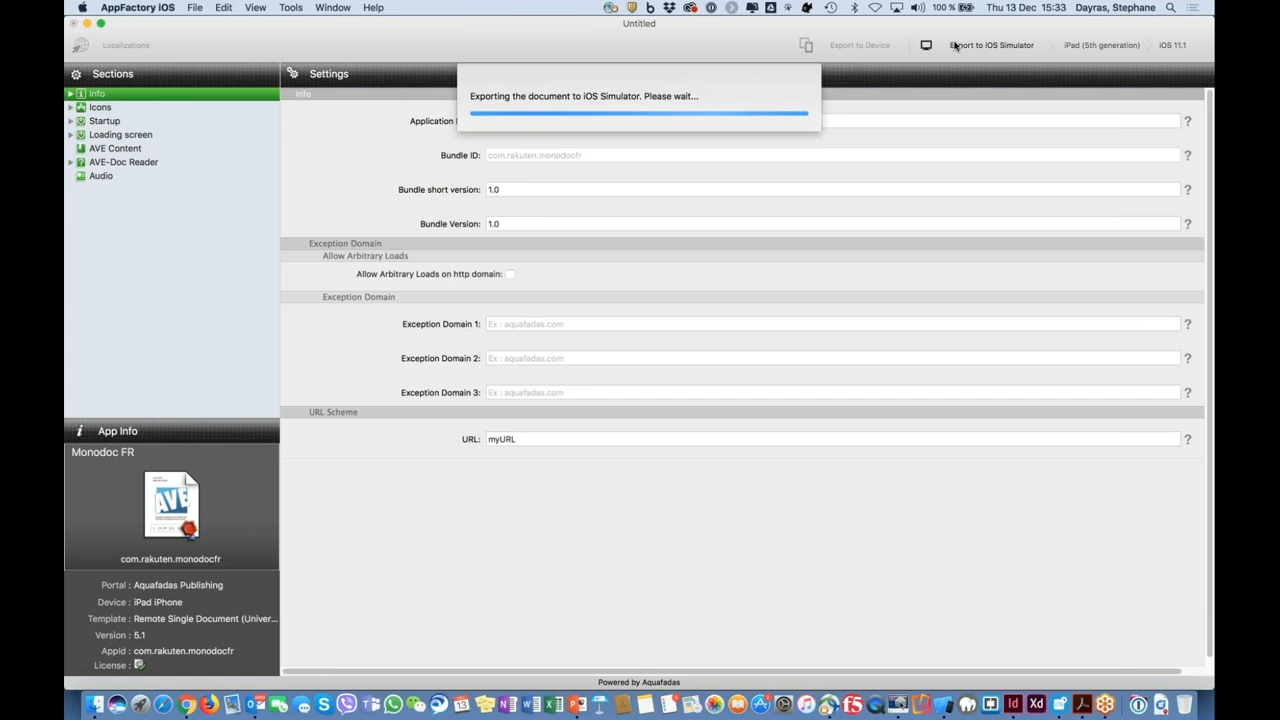 AppFactory iOS File Edit View Tools Window Help 100 % Thu 13 Dec 15:33 Dayras, Stephane
Untitled
Localizations Export to Device Export to iOS Simulator iPad (5th generation) iOS 11.1
Sections Settings
Exporting the document to iOS Simulator. Please wait...
Info
Icons
Startup
Loading screen
AVE Content
AVE-Doc Reader
Audio
Info
Application ?
Bundle ID: com.rakuten.monodocfr ?
Bundle short version: 1.0 ?
Bundle Version: 1.0 ?
Exception Domain
Allow Arbitrary Loads
Allow Arbitrary Loads on http domain:
Exception Domain
Exception Domain 1: Ex : aquafadas.com ?
Exception Domain 2: Ex : aquafadas.com ?
Exception Domain 3: Ex : aquafadas.com ?
URL Scheme
URL: myURL ?
App Info
Monodoc FR
AVE
com.rakuten.monodocfr
Portal : Aquafadas Publishing
Device : iPad iPhone
Template : Remote Single Document (Univer...
Version : 5.1
AppId : com.rakuten.monodocfr
License :
Powered by Aquafadas